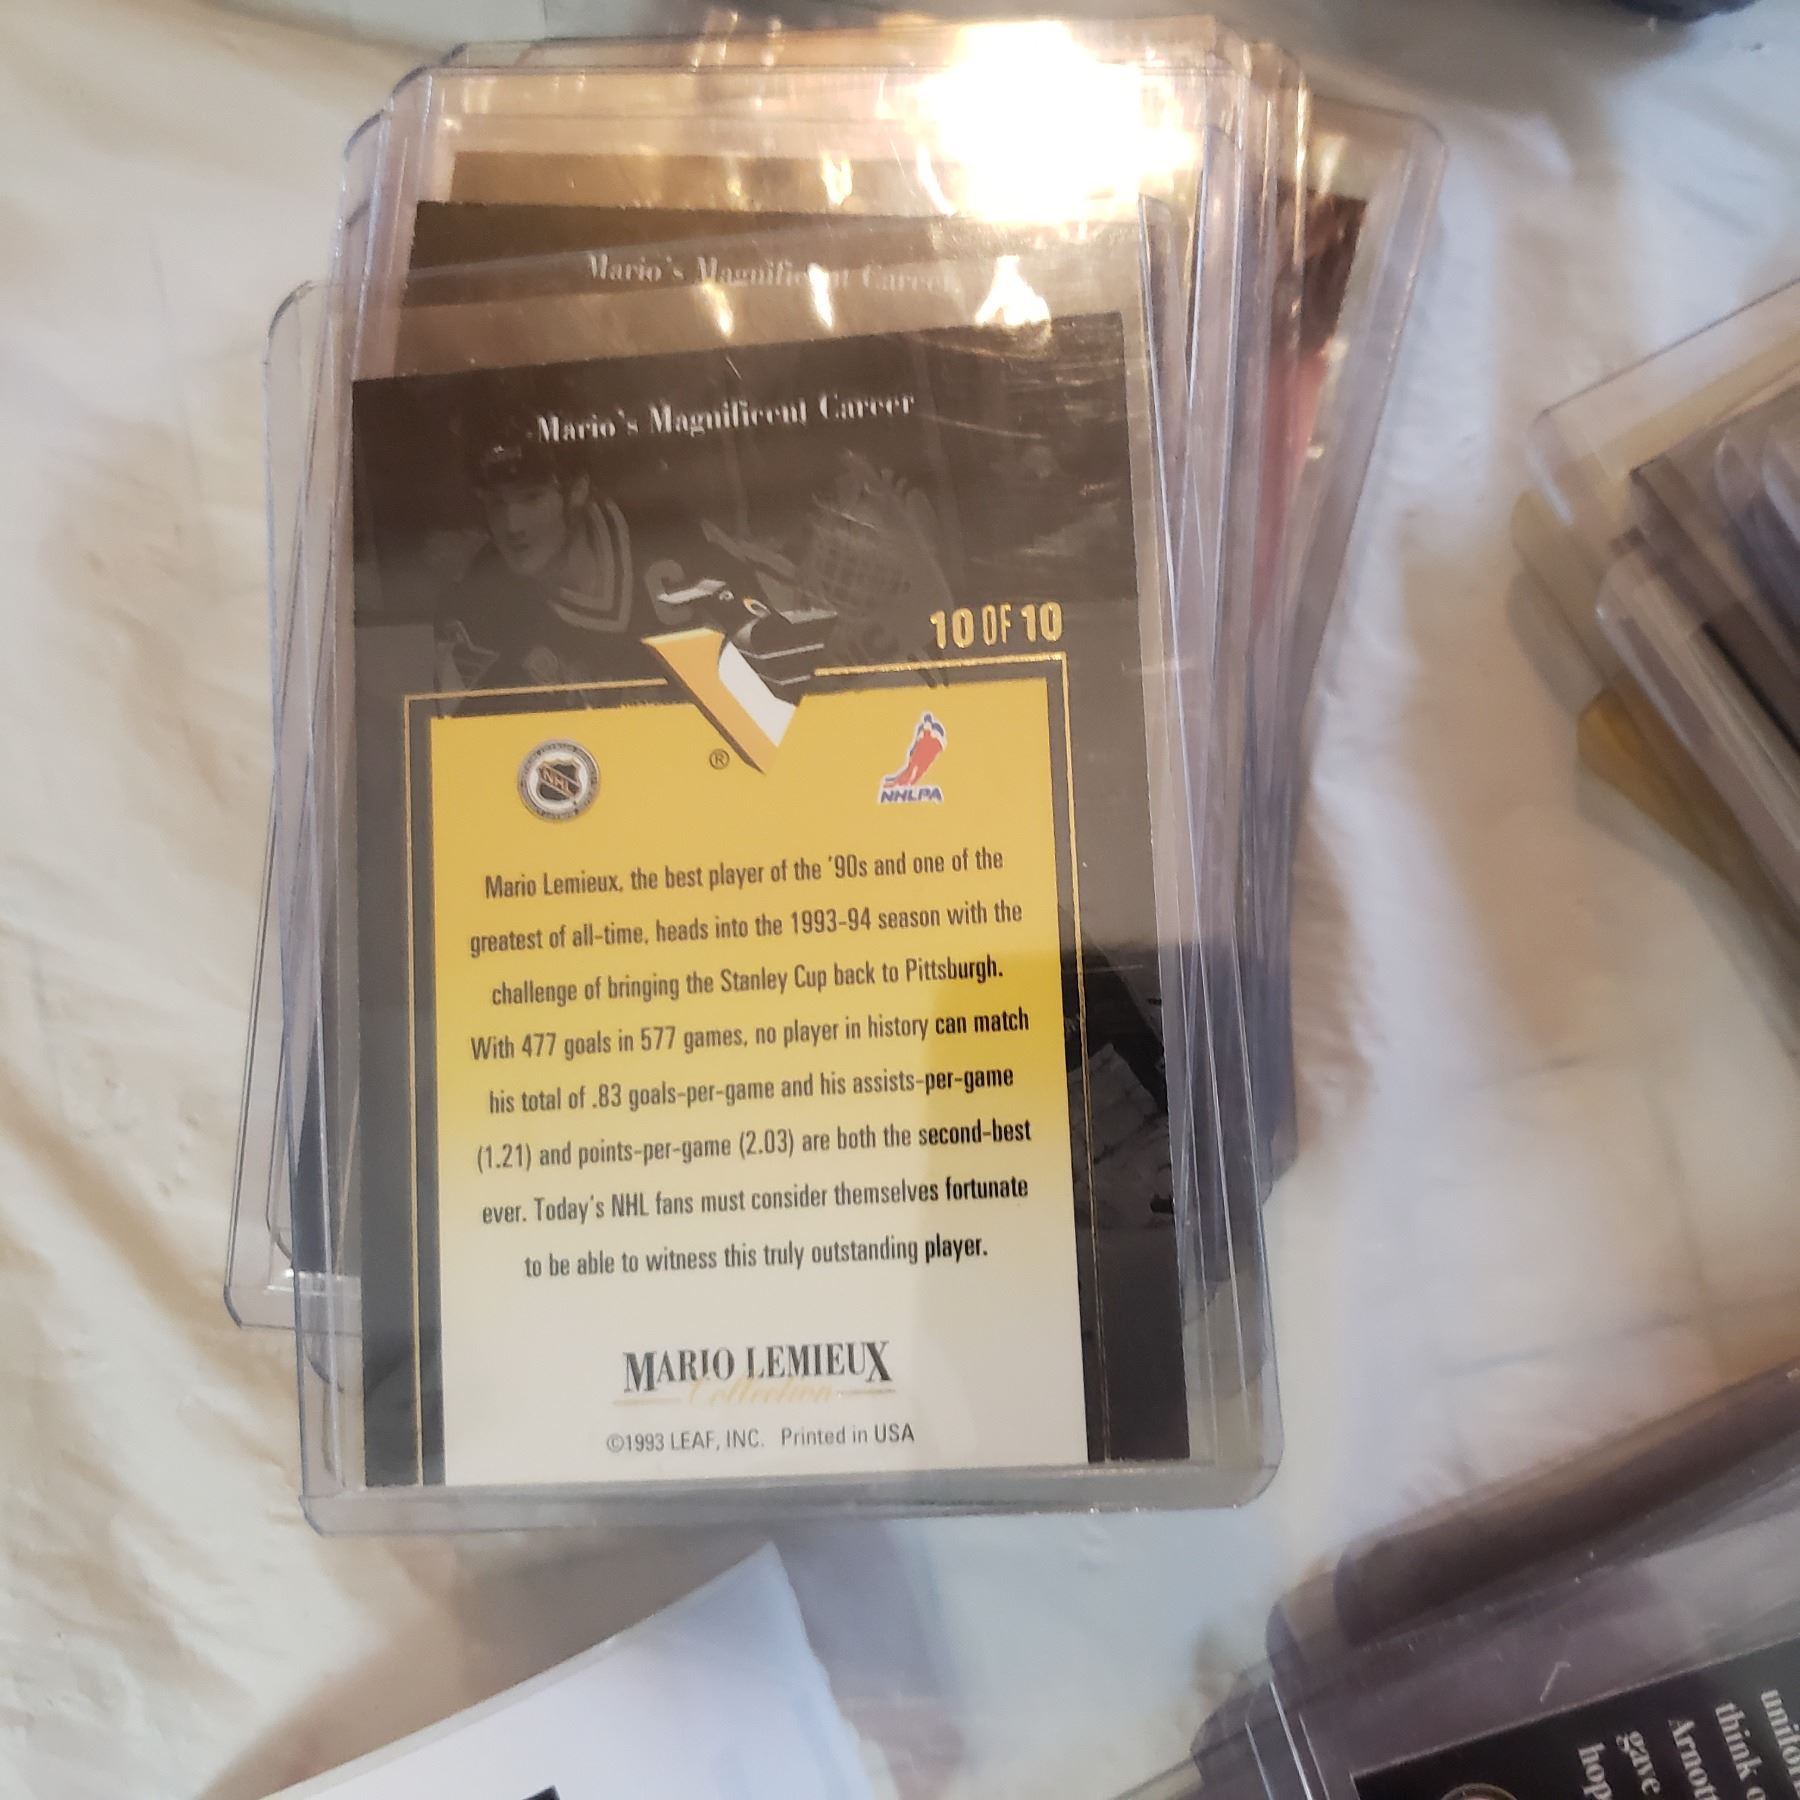 Mario's Magnificent Career
Mario's Magnificent Career
10 OF 10
NHL
®
NHLPA
Mario Lemieux, the best player of the '90s and one of the
greatest of all-time, heads into the 1993-94 season with the
challenge of bringing the Stanley Cup back to Pittsburgh.
With 477 goals in 577 games, no player in history can match
his total of .83 goals-per-game and his assists-per-game
(1.21) and points-per-game (2.03) are both the second-best
ever. Today's NHL fans must consider themselves fortunate
to be able to witness this truly outstanding player.
MARIO LEMIEUX
Collection
©1993 LEAF, INC. Printed in USA
think
gave